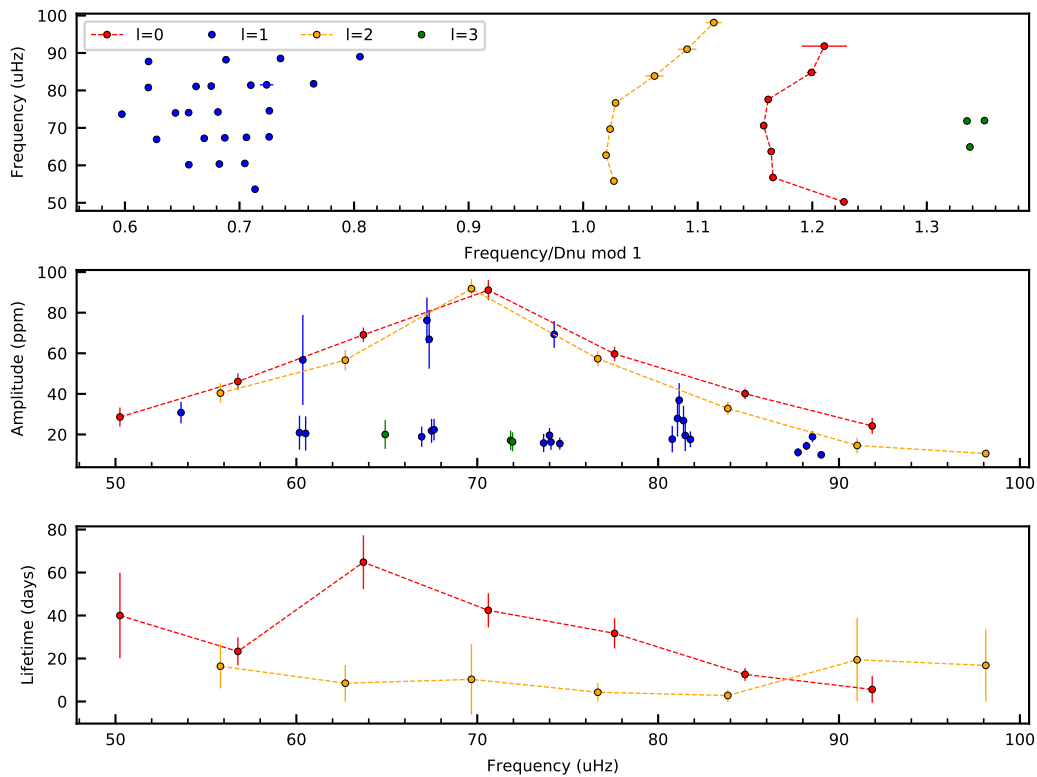 100
90
80
70
60
50
Frequency (uHz)
l=0 l=1 l=2 l=3
0.6 0.7 0.8 0.9 1.0 1.1 1.2 1.3
Frequency/Dnu mod 1
100
80
60
40
20
Amplitude (ppm)
50 60 70 80 90 100
80
60
40
20
0
Lifetime (days)
50 60 70 80 90 100
Frequency (uHz)